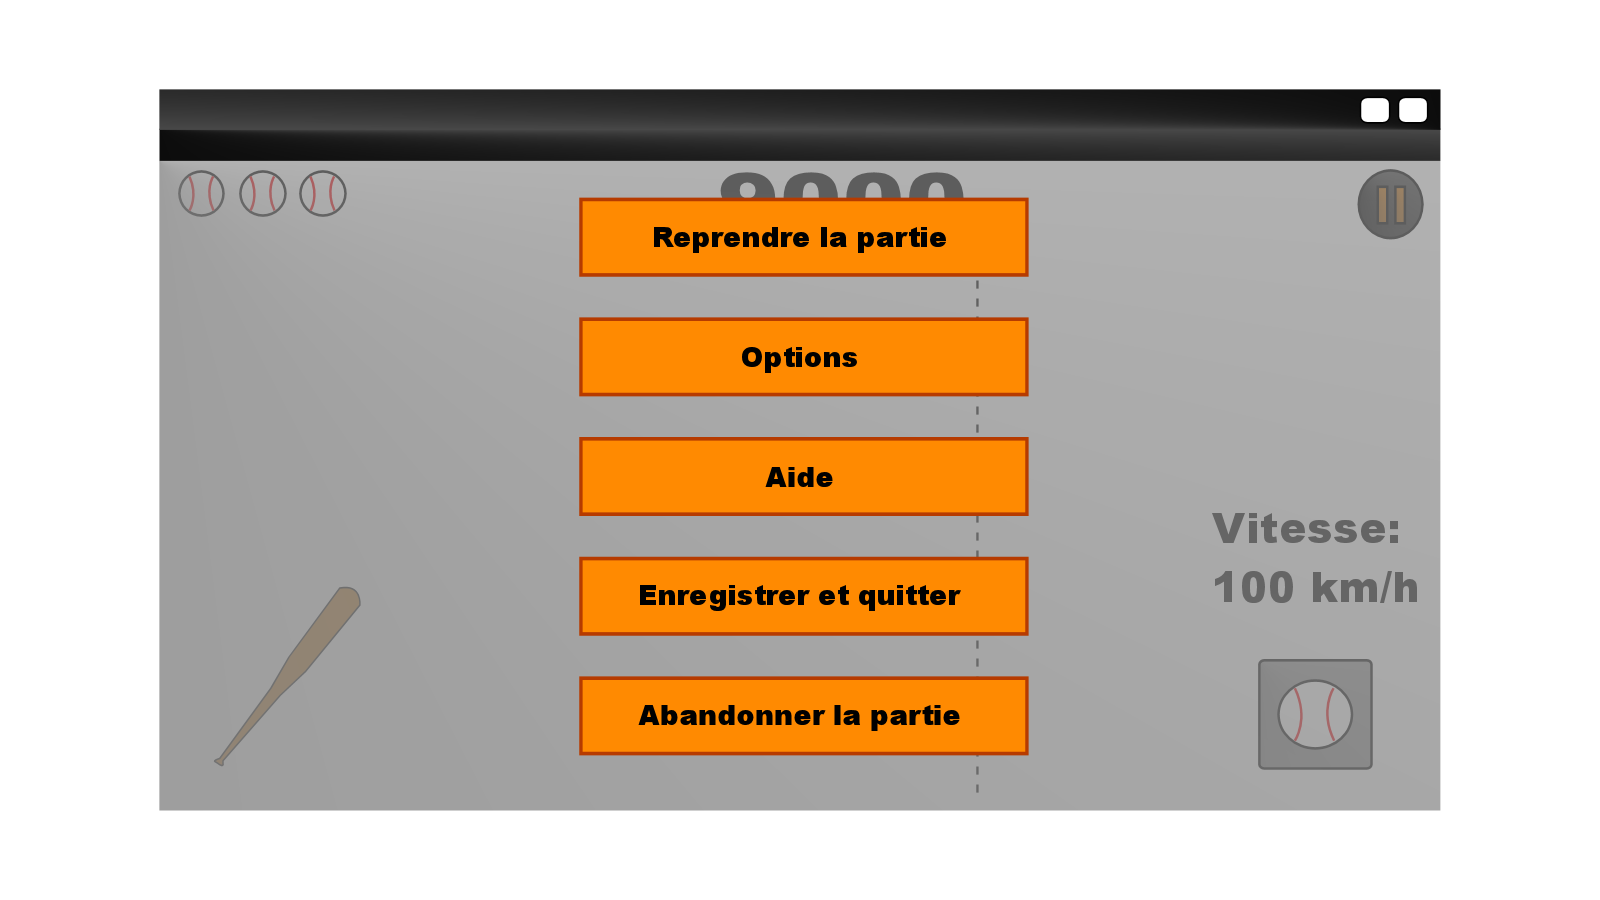 Reprendre la partie
Options
Aide
Enregistrer et quitter
Abandonner la partie
Vitesse:
100 km/h